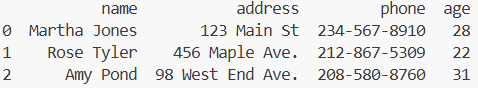 name address phone age
0 Martha Jones 123 Main St 234-567-8910 28
1 Rose Tyler 456 Maple Ave. 212-867-5309 22
2 Amy Pond 98 West End Ave. 208-580-8760 31